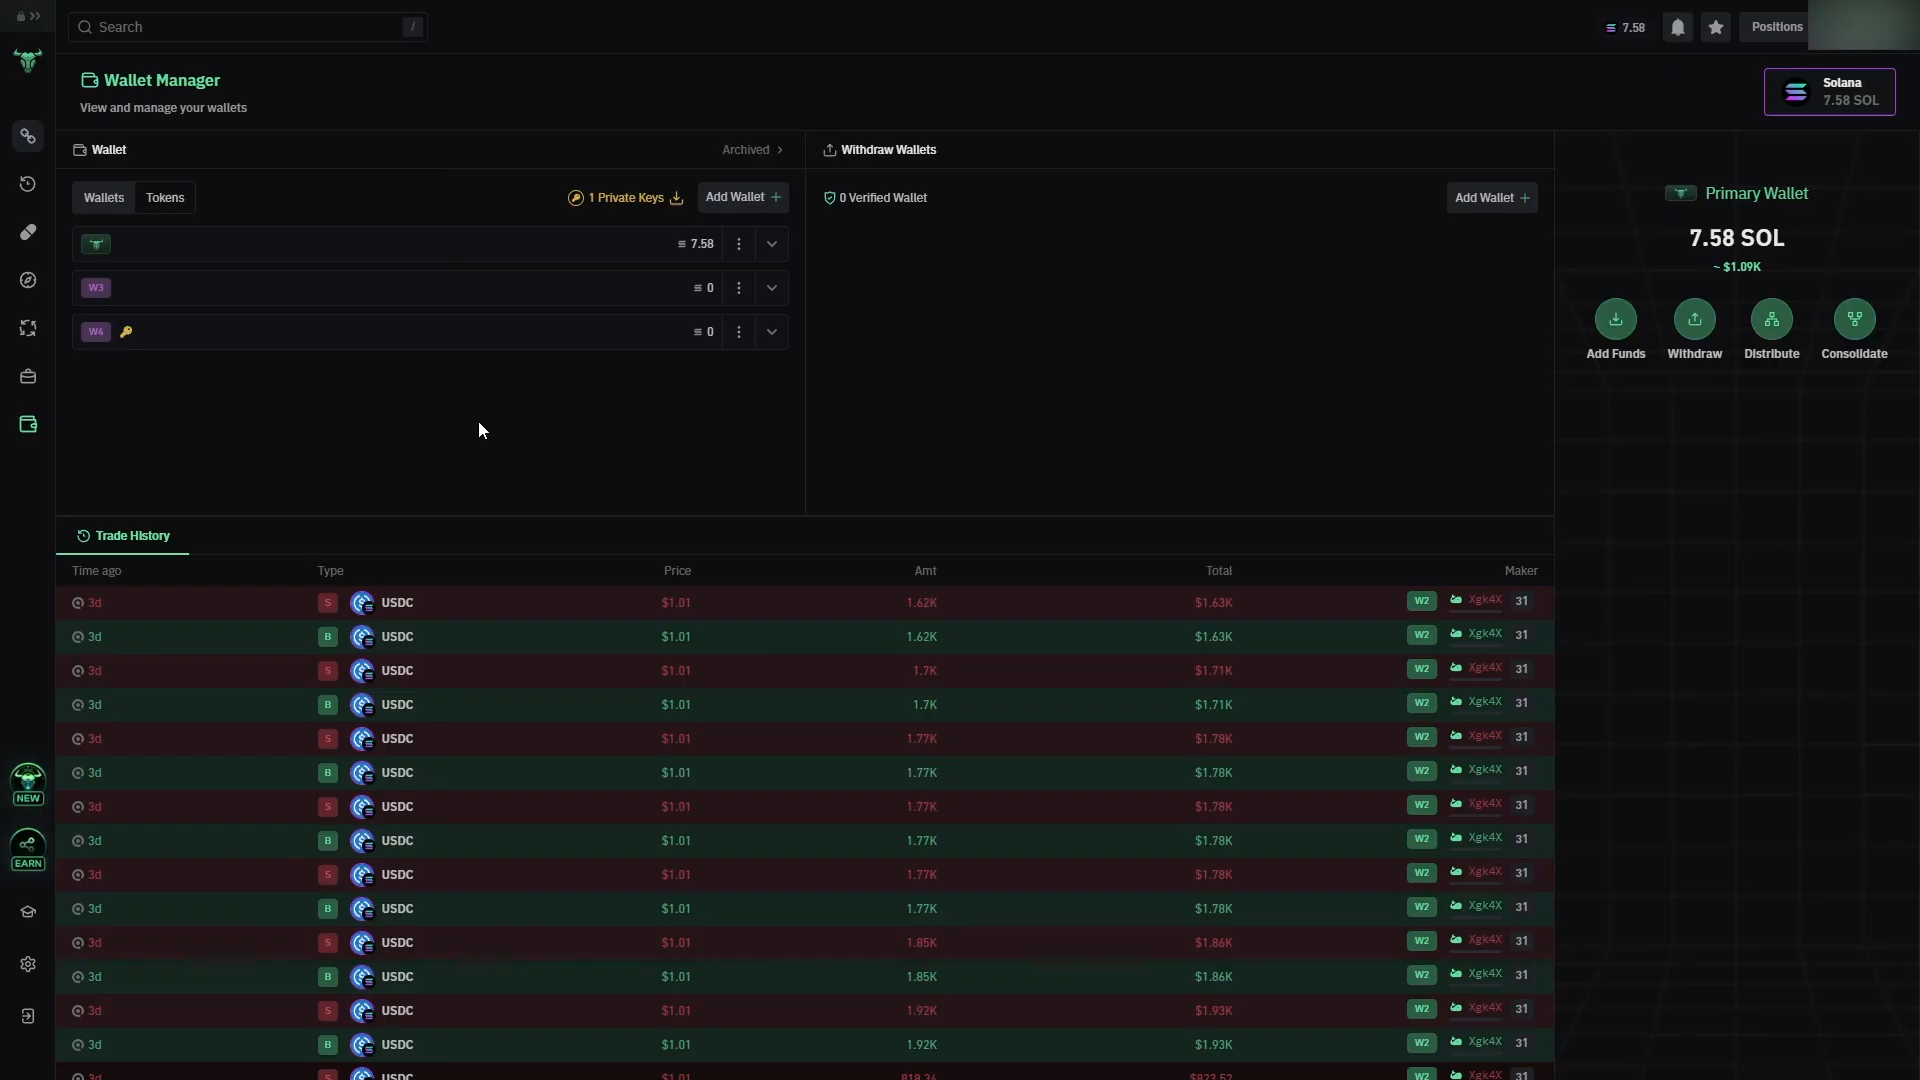 Search /
7.58
Positions
Wallet Manager
View and manage your wallets
Solana
7.58 SOL
Wallet
Archived
Withdraw Wallets
Wallets Tokens
1 Private Keys
Add Wallet +
0 Verified Wallet
Add Wallet +
7.58
W3 0
W4 0
Primary Wallet
7.58 SOL
~ $1.09K
Add Funds Withdraw Distribute Consolidate
Trade History
Time ago Type Price Amt Total Maker
3d S USDC $1.01 1.62K $1.63K W2 Xgk4X 31
3d B USDC $1.01 1.62K $1.63K W2 Xgk4X 31
3d S USDC $1.01 1.7K $1.71K W2 Xgk4X 31
3d B USDC $1.01 1.7K $1.71K W2 Xgk4X 31
3d S USDC $1.01 1.77K $1.78K W2 Xgk4X 31
3d B USDC $1.01 1.77K $1.78K W2 Xgk4X 31
3d S USDC $1.01 1.77K $1.78K W2 Xgk4X 31
3d B USDC $1.01 1.77K $1.78K W2 Xgk4X 31
3d S USDC $1.01 1.77K $1.78K W2 Xgk4X 31
3d B USDC $1.01 1.77K $1.78K W2 Xgk4X 31
3d S USDC $1.01 1.85K $1.86K W2 Xgk4X 31
3d B USDC $1.01 1.85K $1.86K W2 Xgk4X 31
3d S USDC $1.01 1.92K $1.93K W2 Xgk4X 31
3d B USDC $1.01 1.92K $1.93K W2 Xgk4X 31
3d S USDC $1.01 818.34 $823.52 W2 Xgk4X 31
NEW
EARN